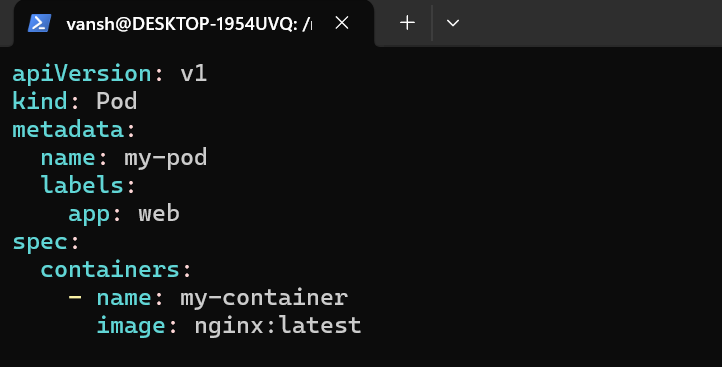 vansh@DESKTOP-1954UVQ: /
apiVersion: v1
kind: Pod
metadata:
  name: my-pod
  labels:
    app: web
spec:
  containers:
    - name: my-container
      image: nginx:latest